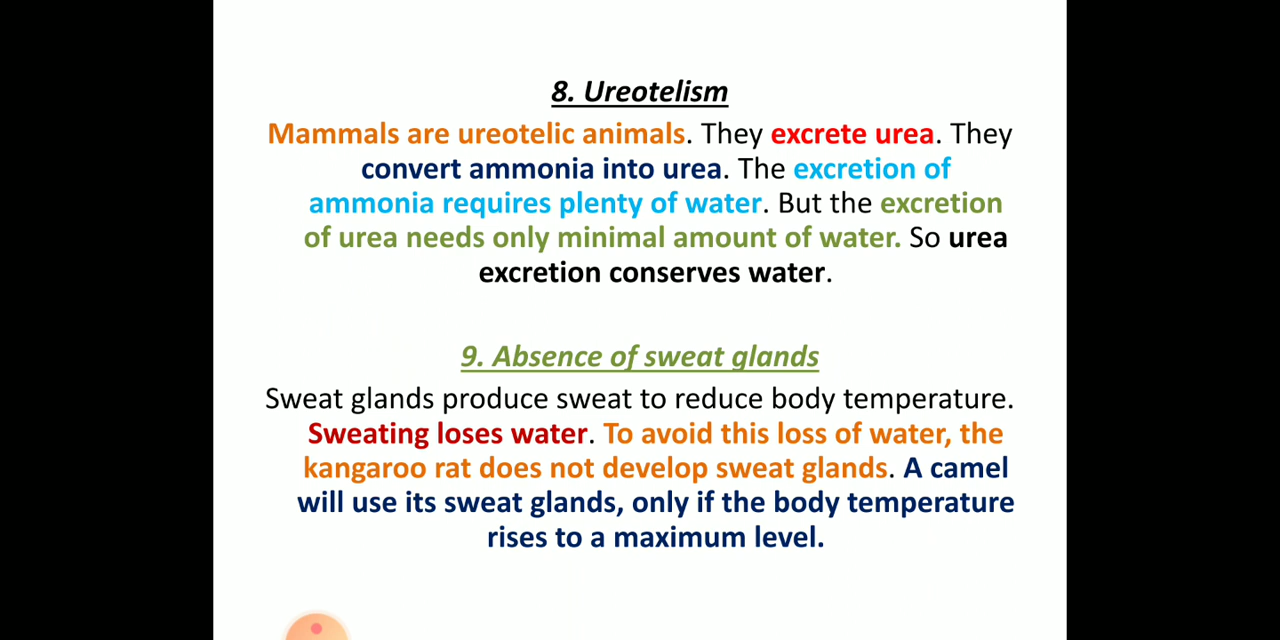 8. Ureotelism
Mammals are ureotelic animals. They excrete urea. They
convert ammonia into urea. The excretion of
ammonia requires plenty of water. But the excretion
of urea needs only minimal amount of water. So urea
excretion conserves water.
9. Absence of sweat glands
Sweat glands produce sweat to reduce body temperature.
Sweating loses water. To avoid this loss of water, the
kangaroo rat does not develop sweat glands. A camel
will use its sweat glands, only if the body temperature
rises to a maximum level.